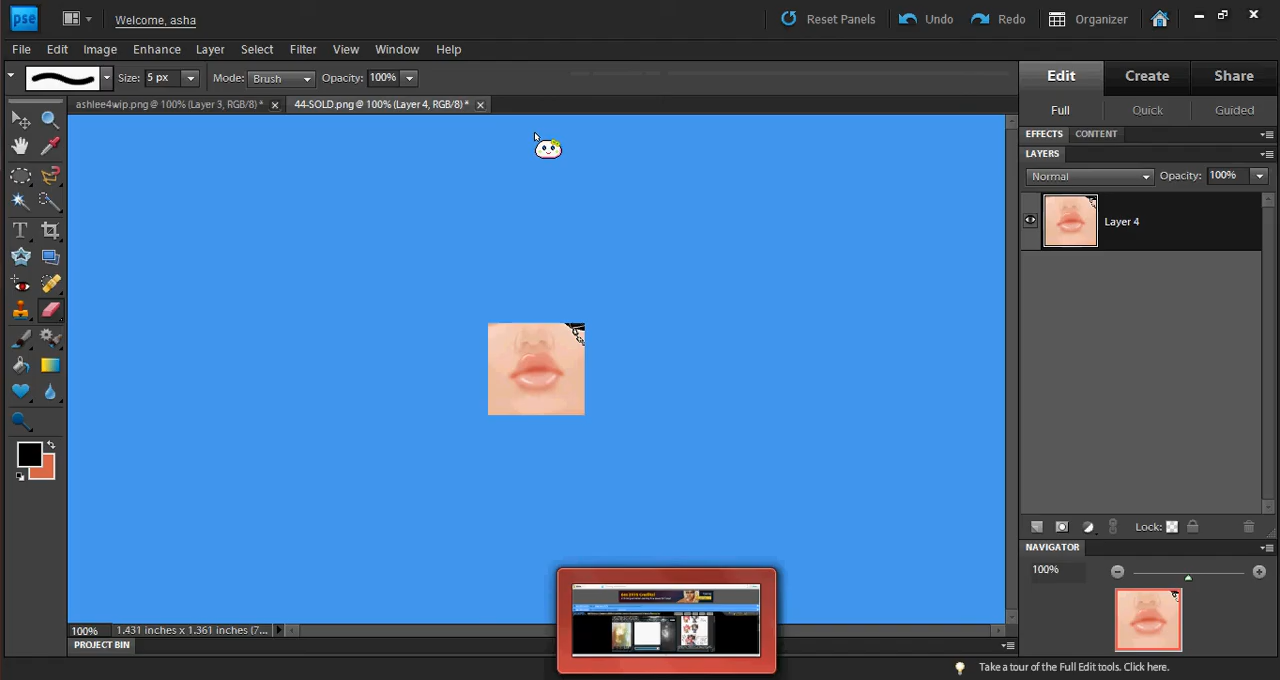 pse Welcome, asha Reset Panels Undo Redo Organizer
File Edit Image Enhance Layer Select Filter View Window Help
Size: 5 px Mode: Brush Opacity: 100%
Edit Create Share
ashlee4wip.png @ 100% (Layer 3, RGB/8) * 44-SOLD.png @ 100% (Layer 4, RGB/8) *
Full Quick Guided
EFFECTS CONTENT
LAYERS
Normal Opacity: 100%
Layer 4
T
Lock:
NAVIGATOR
100%
100% 1.431 inches x 1.361 inches (7...
PROJECT BIN
Take a tour of the Full Edit tools. Click here.